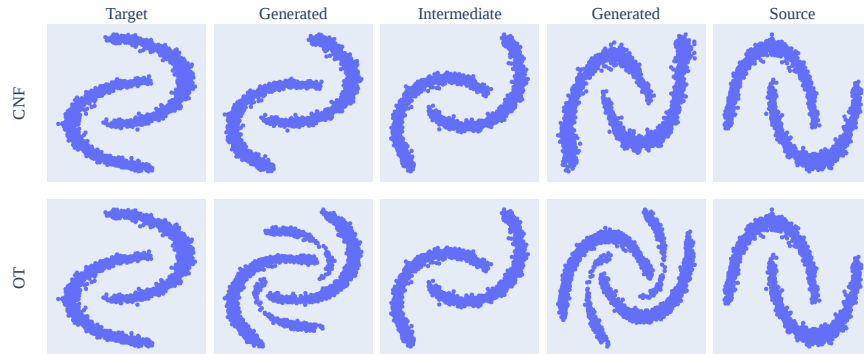 Target Generated Intermediate Generated Source
CNF
OT